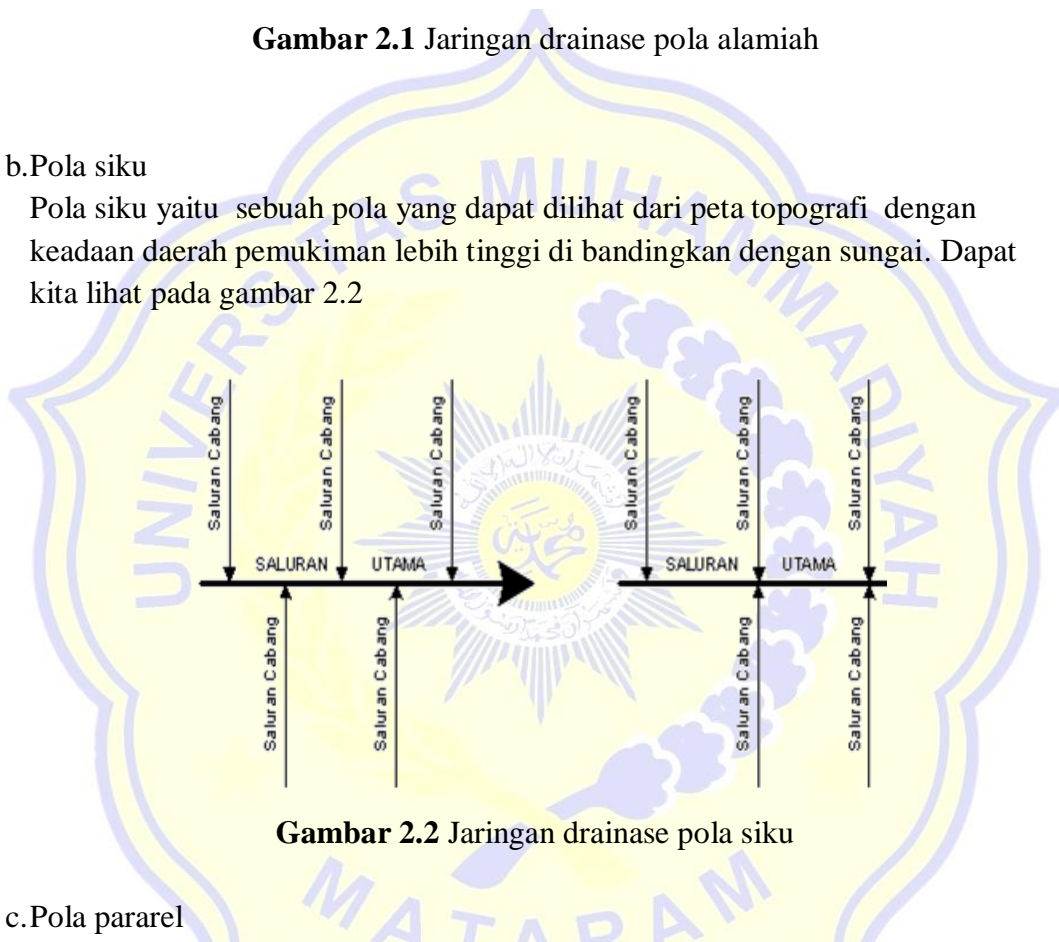 Gambar 2.1 Jaringan drainase pola alamiah
b.Pola siku
Pola siku yaitu sebuah pola yang dapat dilihat dari peta topografi dengan
keadaan daerah pemukiman lebih tinggi di bandingkan dengan sungai. Dapat
kita lihat pada gambar 2.2
Saluran Cabang
Saluran Cabang
Saluran Cabang
Saluran Cabang
Saluran Cabang
Saluran Cabang
SALURAN UTAMA
SALURAN UTAMA
Saluran Cabang
Saluran Cabang
Saluran Cabang
Saluran Cabang
Gambar 2.2 Jaringan drainase pola siku
c.Pola pararel
UNIVERSITAS MUHAMMADIYAH
MATARAM